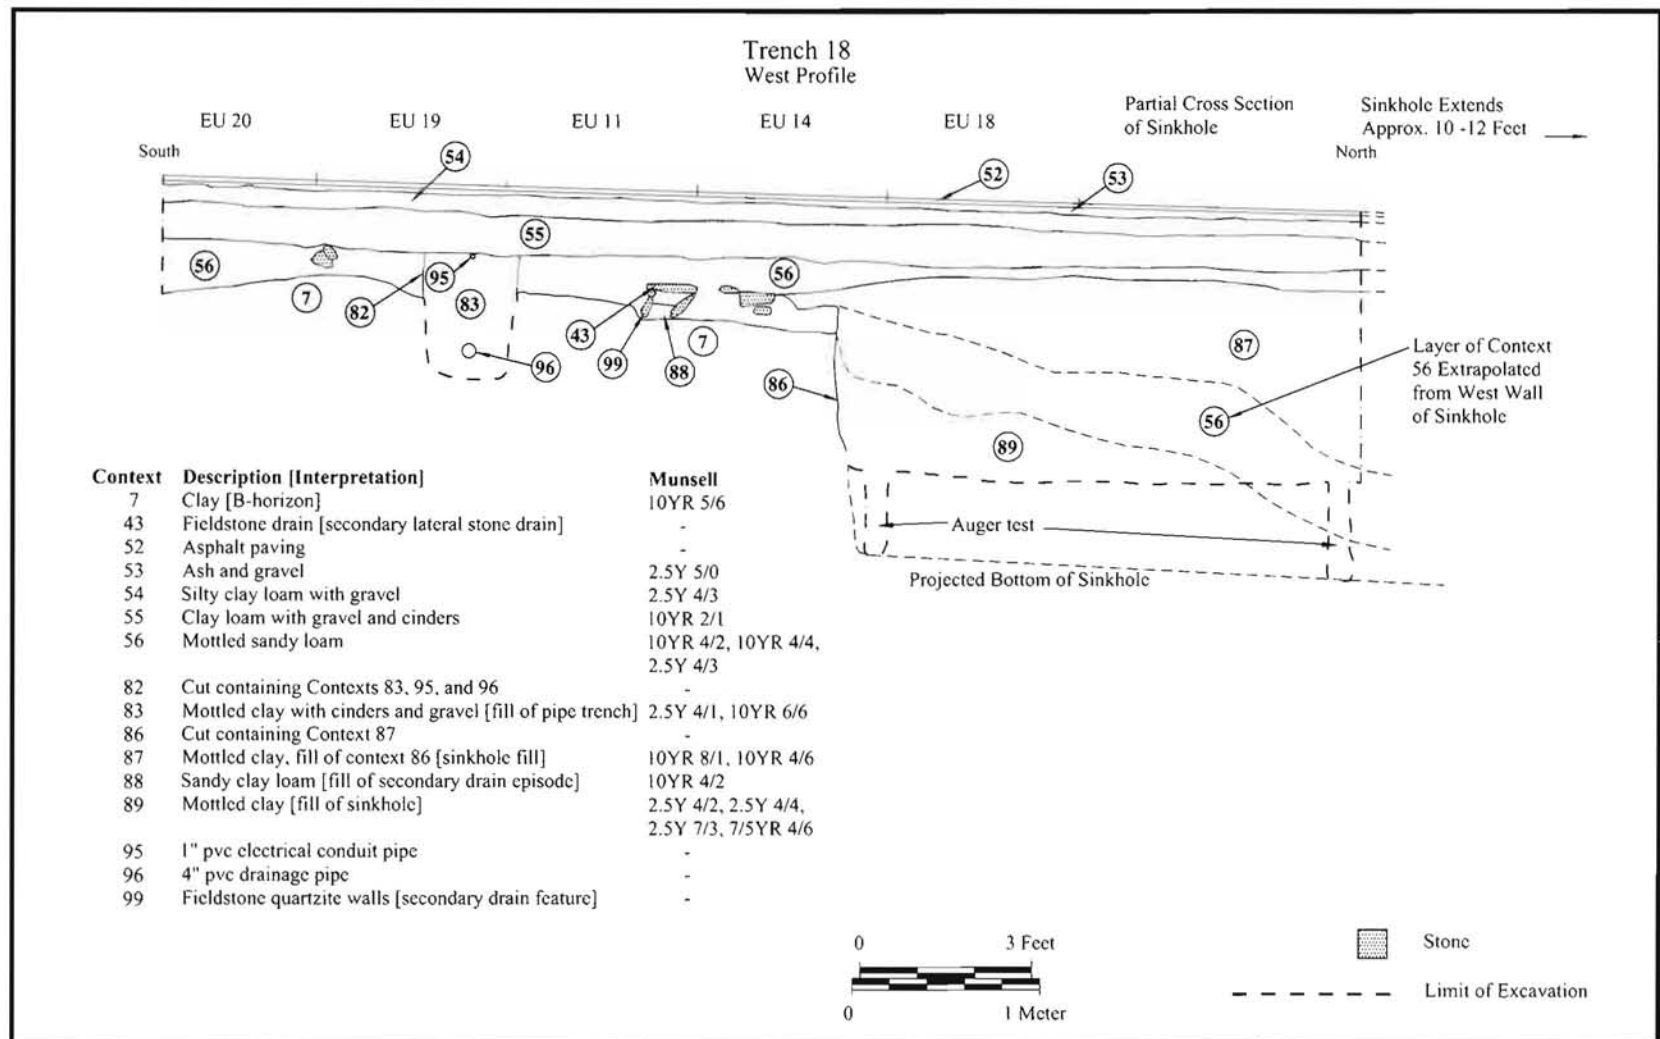 Trench 18
West Profile
EU 20 EU 19 EU 11 EU 14 EU 18
Partial Cross Section
of Sinkhole
Sinkhole Extends
Approx. 10 -12 Feet
South
North
54
52
53
55
56
56
7
82
95
83
96
43
99
88
7
86
87
56
89
Layer of Context
56 Extrapolated
from West Wall
of Sinkhole
Auger test
Projected Bottom of Sinkhole
Context Description [Interpretation] Munsell
7 Clay [B-horizon] 10YR 5/6
43 Fieldstone drain [secondary lateral stone drain] -
52 Asphalt paving -
53 Ash and gravel 2.5Y 5/0
54 Silty clay loam with gravel 2.5Y 4/3
55 Clay loam with gravel and cinders 10YR 2/1
56 Mottled sandy loam 10YR 4/2, 10YR 4/4,
2.5Y 4/3
82 Cut containing Contexts 83, 95, and 96 -
83 Mottled clay with cinders and gravel [fill of pipe trench] 2.5Y 4/1, 10YR 6/6
86 Cut containing Context 87 -
87 Mottled clay, fill of context 86 [sinkhole fill] 10YR 8/1, 10YR 4/6
88 Sandy clay loam [fill of secondary drain episode] 10YR 4/2
89 Mottled clay [fill of sinkhole] 2.5Y 4/2, 2.5Y 4/4,
2.5Y 7/3, 7/5YR 4/6
95 1" pvc electrical conduit pipe -
96 4" pvc drainage pipe -
99 Fieldstone quartzite walls [secondary drain feature] -
0 3 Feet
0 1 Meter
Stone
Limit of Excavation